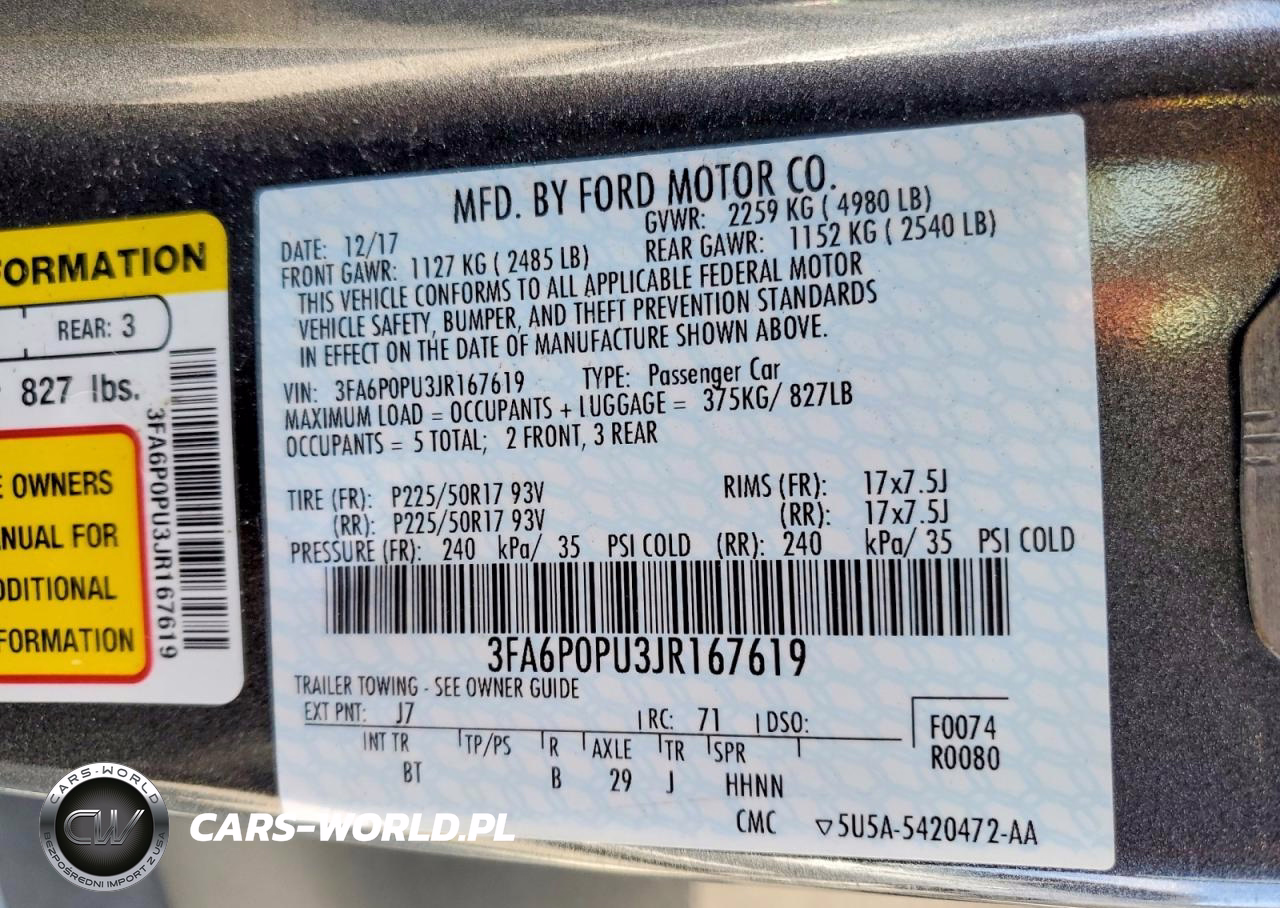 FORMATION
REAR: 3
827 lbs.
OWNERS
NUAL FOR
DDITIONAL
FORMATION
3FA6P0PU3JR167619
MFD. BY FORD MOTOR CO.
DATE: 12/17 GVWR: 2259 KG ( 4980 LB)
FRONT GAWR: 1127 KG ( 2485 LB) REAR GAWR: 1152 KG ( 2540 LB)
THIS VEHICLE CONFORMS TO ALL APPLICABLE FEDERAL MOTOR
VEHICLE SAFETY, BUMPER, AND THEFT PREVENTION STANDARDS
IN EFFECT ON THE DATE OF MANUFACTURE SHOWN ABOVE.
VIN: 3FA6P0PU3JR167619 TYPE: Passenger Car
MAXIMUM LOAD = OCCUPANTS + LUGGAGE = 375KG/ 827LB
OCCUPANTS = 5 TOTAL; 2 FRONT, 3 REAR
TIRE (FR): P225/50R17 93V RIMS (FR): 17x7.5J
(RR): P225/50R17 93V (RR): 17x7.5J
PRESSURE (FR): 240 kPa/ 35 PSI COLD (RR): 240 kPa/ 35 PSI COLD
3FA6P0PU3JR167619
TRAILER TOWING - SEE OWNER GUIDE
EXT PNT: J7 RC: 71 DSO:
F0074
R0080
INT TR TP/PS R AXLE TR SPR
BT B 29 J HHNN
CMC ▽5U5A-5420472-AA
CARS-WORLD
CW
BEZPOŚREDNI IMPORT Z USA
CARS-WORLD.PL